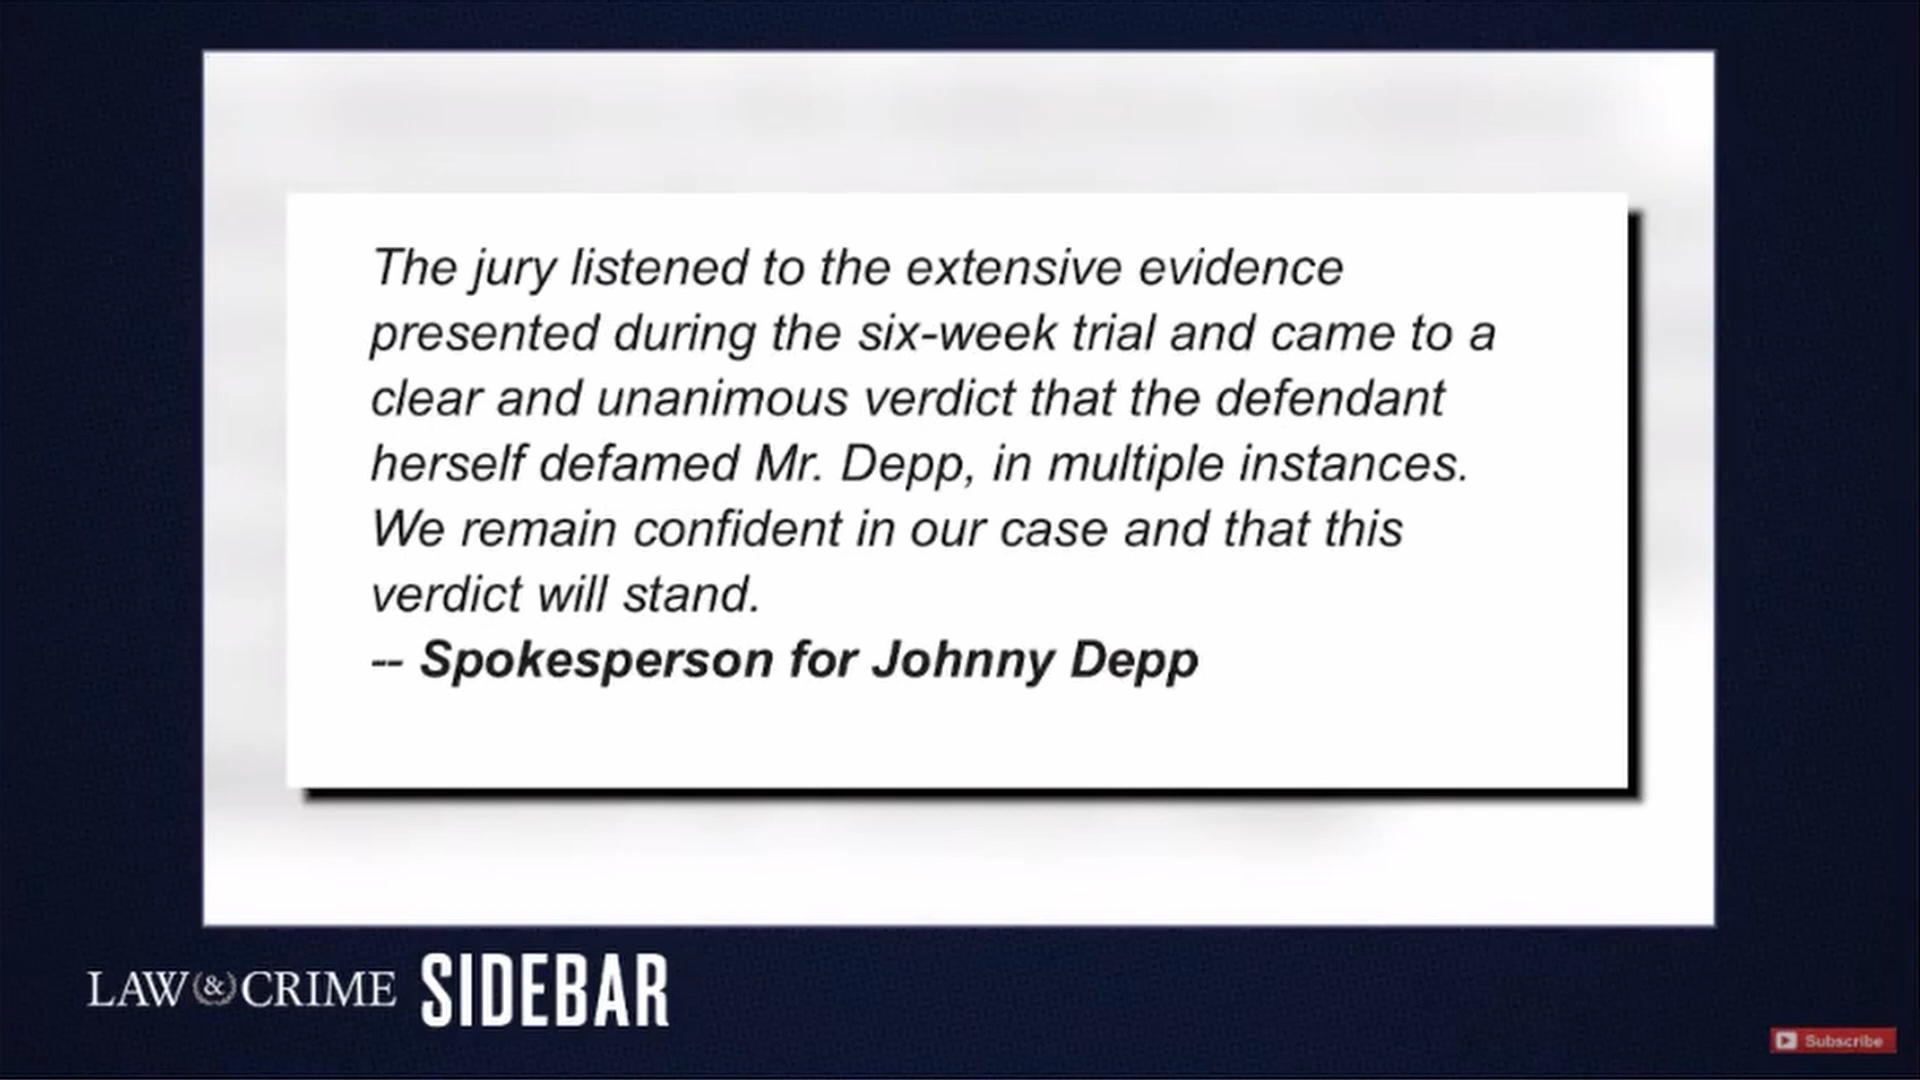 The jury listened to the extensive evidence
presented during the six-week trial and came to a
clear and unanimous verdict that the defendant
herself defamed Mr. Depp, in multiple instances.
We remain confident in our case and that this
verdict will stand.
-- Spokesperson for Johnny Depp
LAW & CRIME SIDEBAR
Subscribe